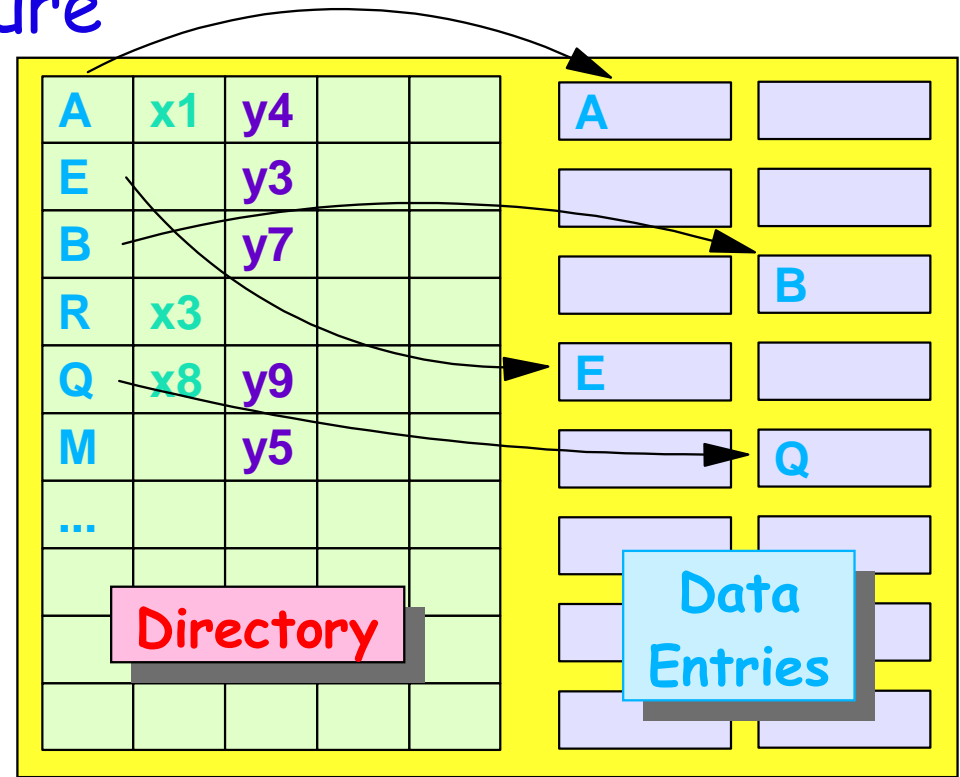 ure
A x1 y4
E y3
B y7
R x3
Q x8 y9
M y5
...
Directory
A
B
E
Q
Data
Entries